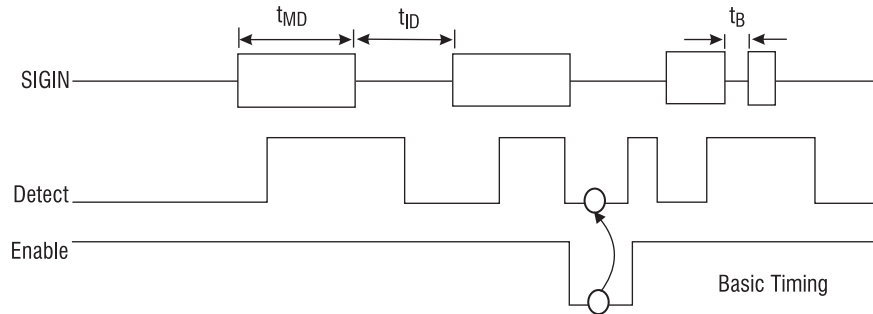 tMD
tID
tB
SIGIN
Detect
Enable
Basic Timing